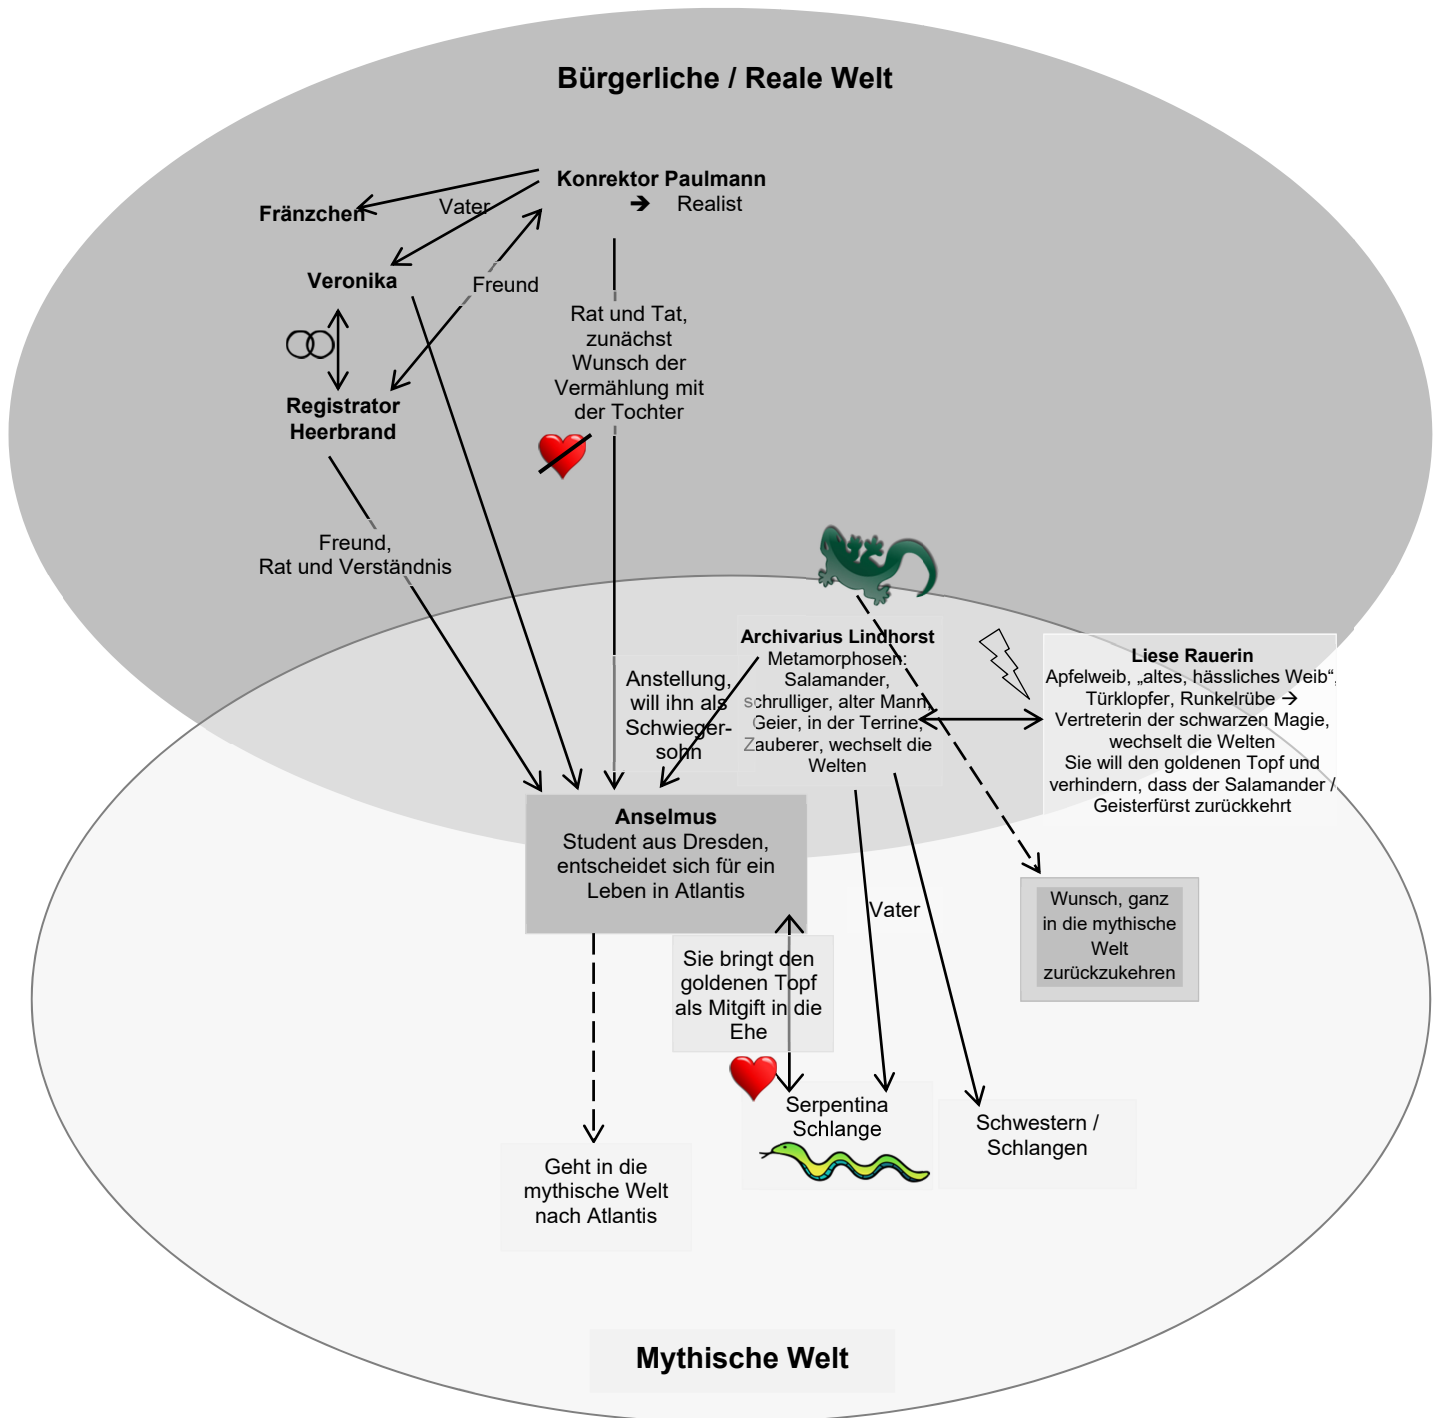 Bürgerliche / Reale Welt
Konrektor Paulmann
➔ Realist
Fränzchen
Vater
Veronika
Freund
Rat und Tat,
zunächst
Wunsch der
Vermählung mit
der Tochter
Registrator
Heerbrand
Freund,
Rat und Verständnis
Archivarius Lindhorst
Metamorphosen:
Salamander,
schrulliger, alter Mann,
Geier, in der Terrine,
Zauberer, wechselt die
Welten
Liese Rauerin
Apfelweib, „altes, hässliches Weib“,
Türklopfer, Runkelrübe →
Vertreterin der schwarzen Magie,
wechselt die Welten
Sie will den goldenen Topf und
verhindern, dass der Salamander /
Geisterfürst zurückkehrt
Anstellung,
will ihn als
Schwieger-
sohn
Anselmus
Student aus Dresden,
entscheidet sich für ein
Leben in Atlantis
Vater
Wunsch, ganz
in die mythische
Welt
zurückzukehren
Sie bringt den
goldenen Topf
als Mitgift in die
Ehe
Serpentina
Schlange
Schwestern /
Schlangen
Geht in die
mythische Welt
nach Atlantis
Mythische Welt